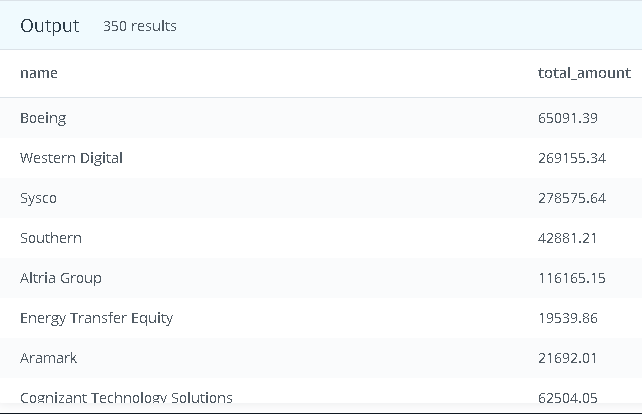 Output 350 results
name total_amount
Boeing 65091.39
Western Digital 269155.34
Sysco 278575.64
Southern 42881.21
Altria Group 116165.15
Energy Transfer Equity 19539.86
Aramark 21692.01
Cognizant Technology Solutions 62504.05